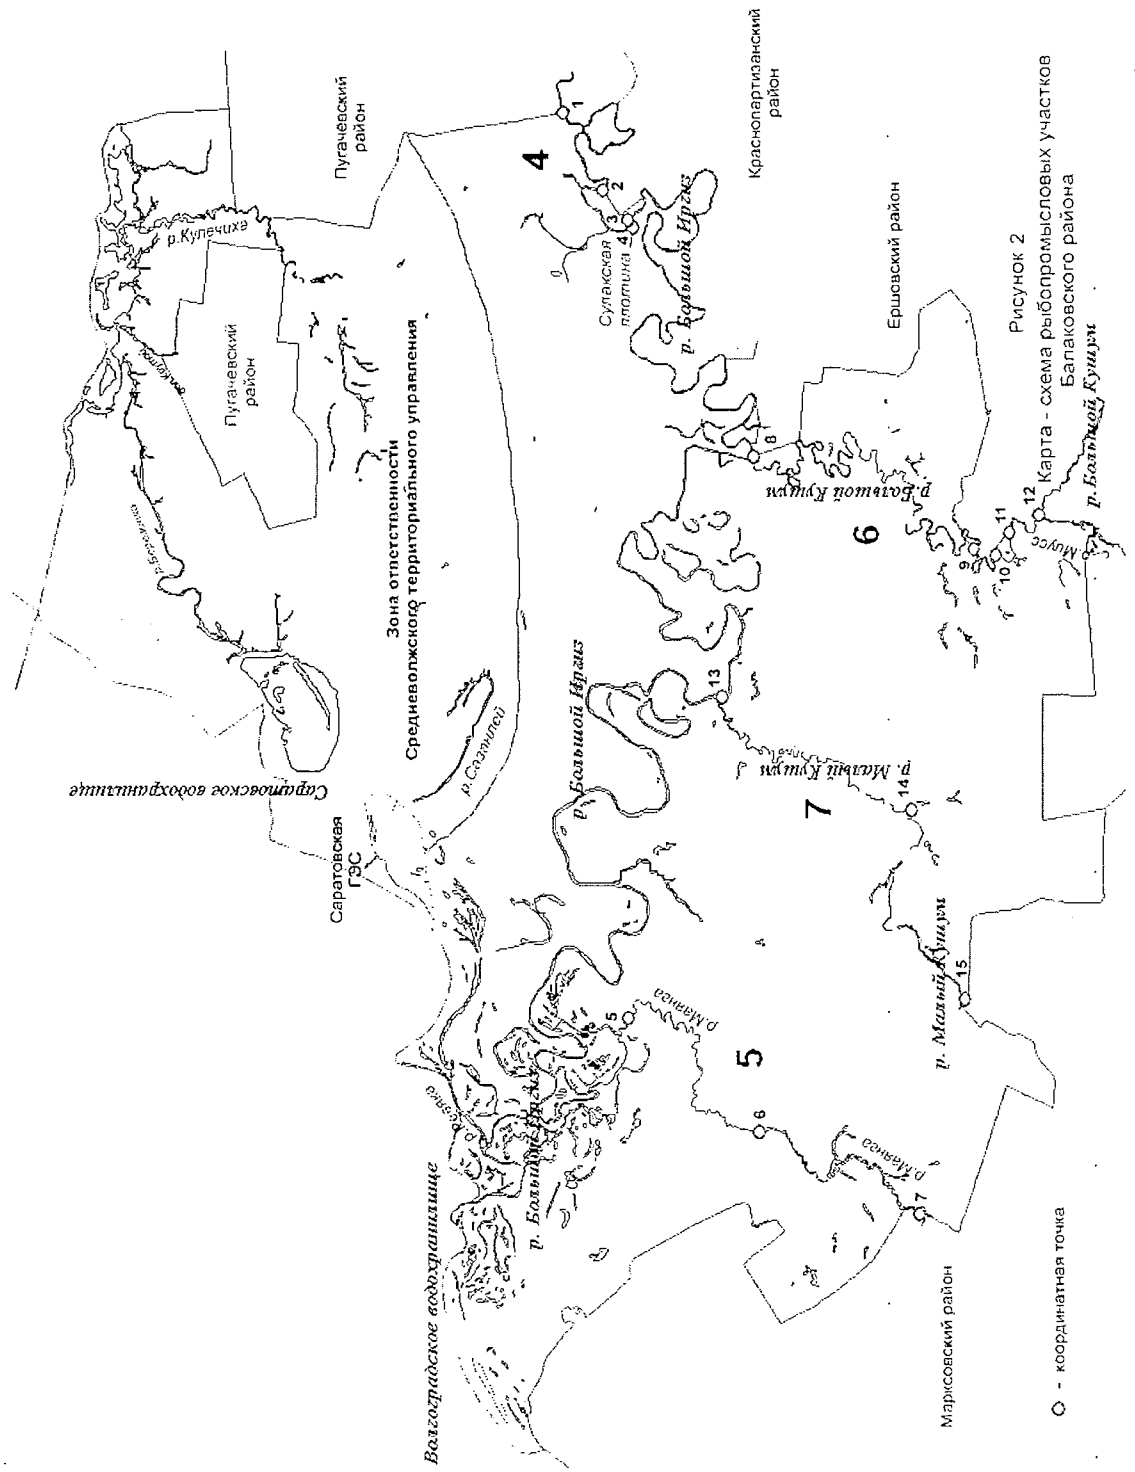 Рисунок 2
Карта - схема рыбопромысловых участков
Балаковского района
Волгоградское водохранилище
Саратовское водохранилище
Саратовская
ГЭС
Зона ответственности
Средневолжского территориального управления
Пугачевский
район
Пугачёвский
район
р.Кулечиха
р.Сазанлей
р. Большой Иргиз
р. Большой Иргиз
р. Большой Иргиз
Сулакская
плотина
4
1
2
3
4
Краснопартизанский
район
Ершовский район
8
р. Большой Кушум
6
9
10
11
12
р. Миусс
р. Большой Кушум
13
р. Малый Кушум
7
14
15
р. Малый Кушум
5
р.Маянга
5
6
р.Маянга
7
Марксовский район
- координатная точка